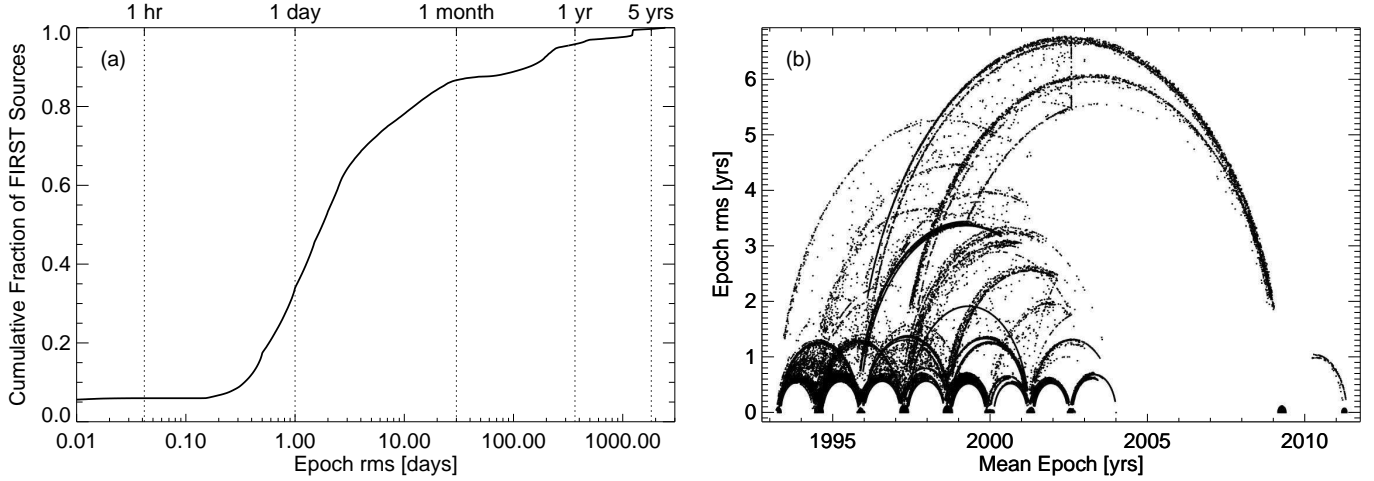 1 hr 1 day 1 month 1 yr 5 yrs
(a)
Cumulative Fraction of FIRST Sources
1.0
0.8
0.6
0.4
0.2
0.0
0.01 0.10 1.00 10.00 100.00 1000.00
Epoch rms [days]
(b)
Epoch rms [yrs]
6
5
4
3
2
1
0
1995 2000 2005 2010
Mean Epoch [yrs]